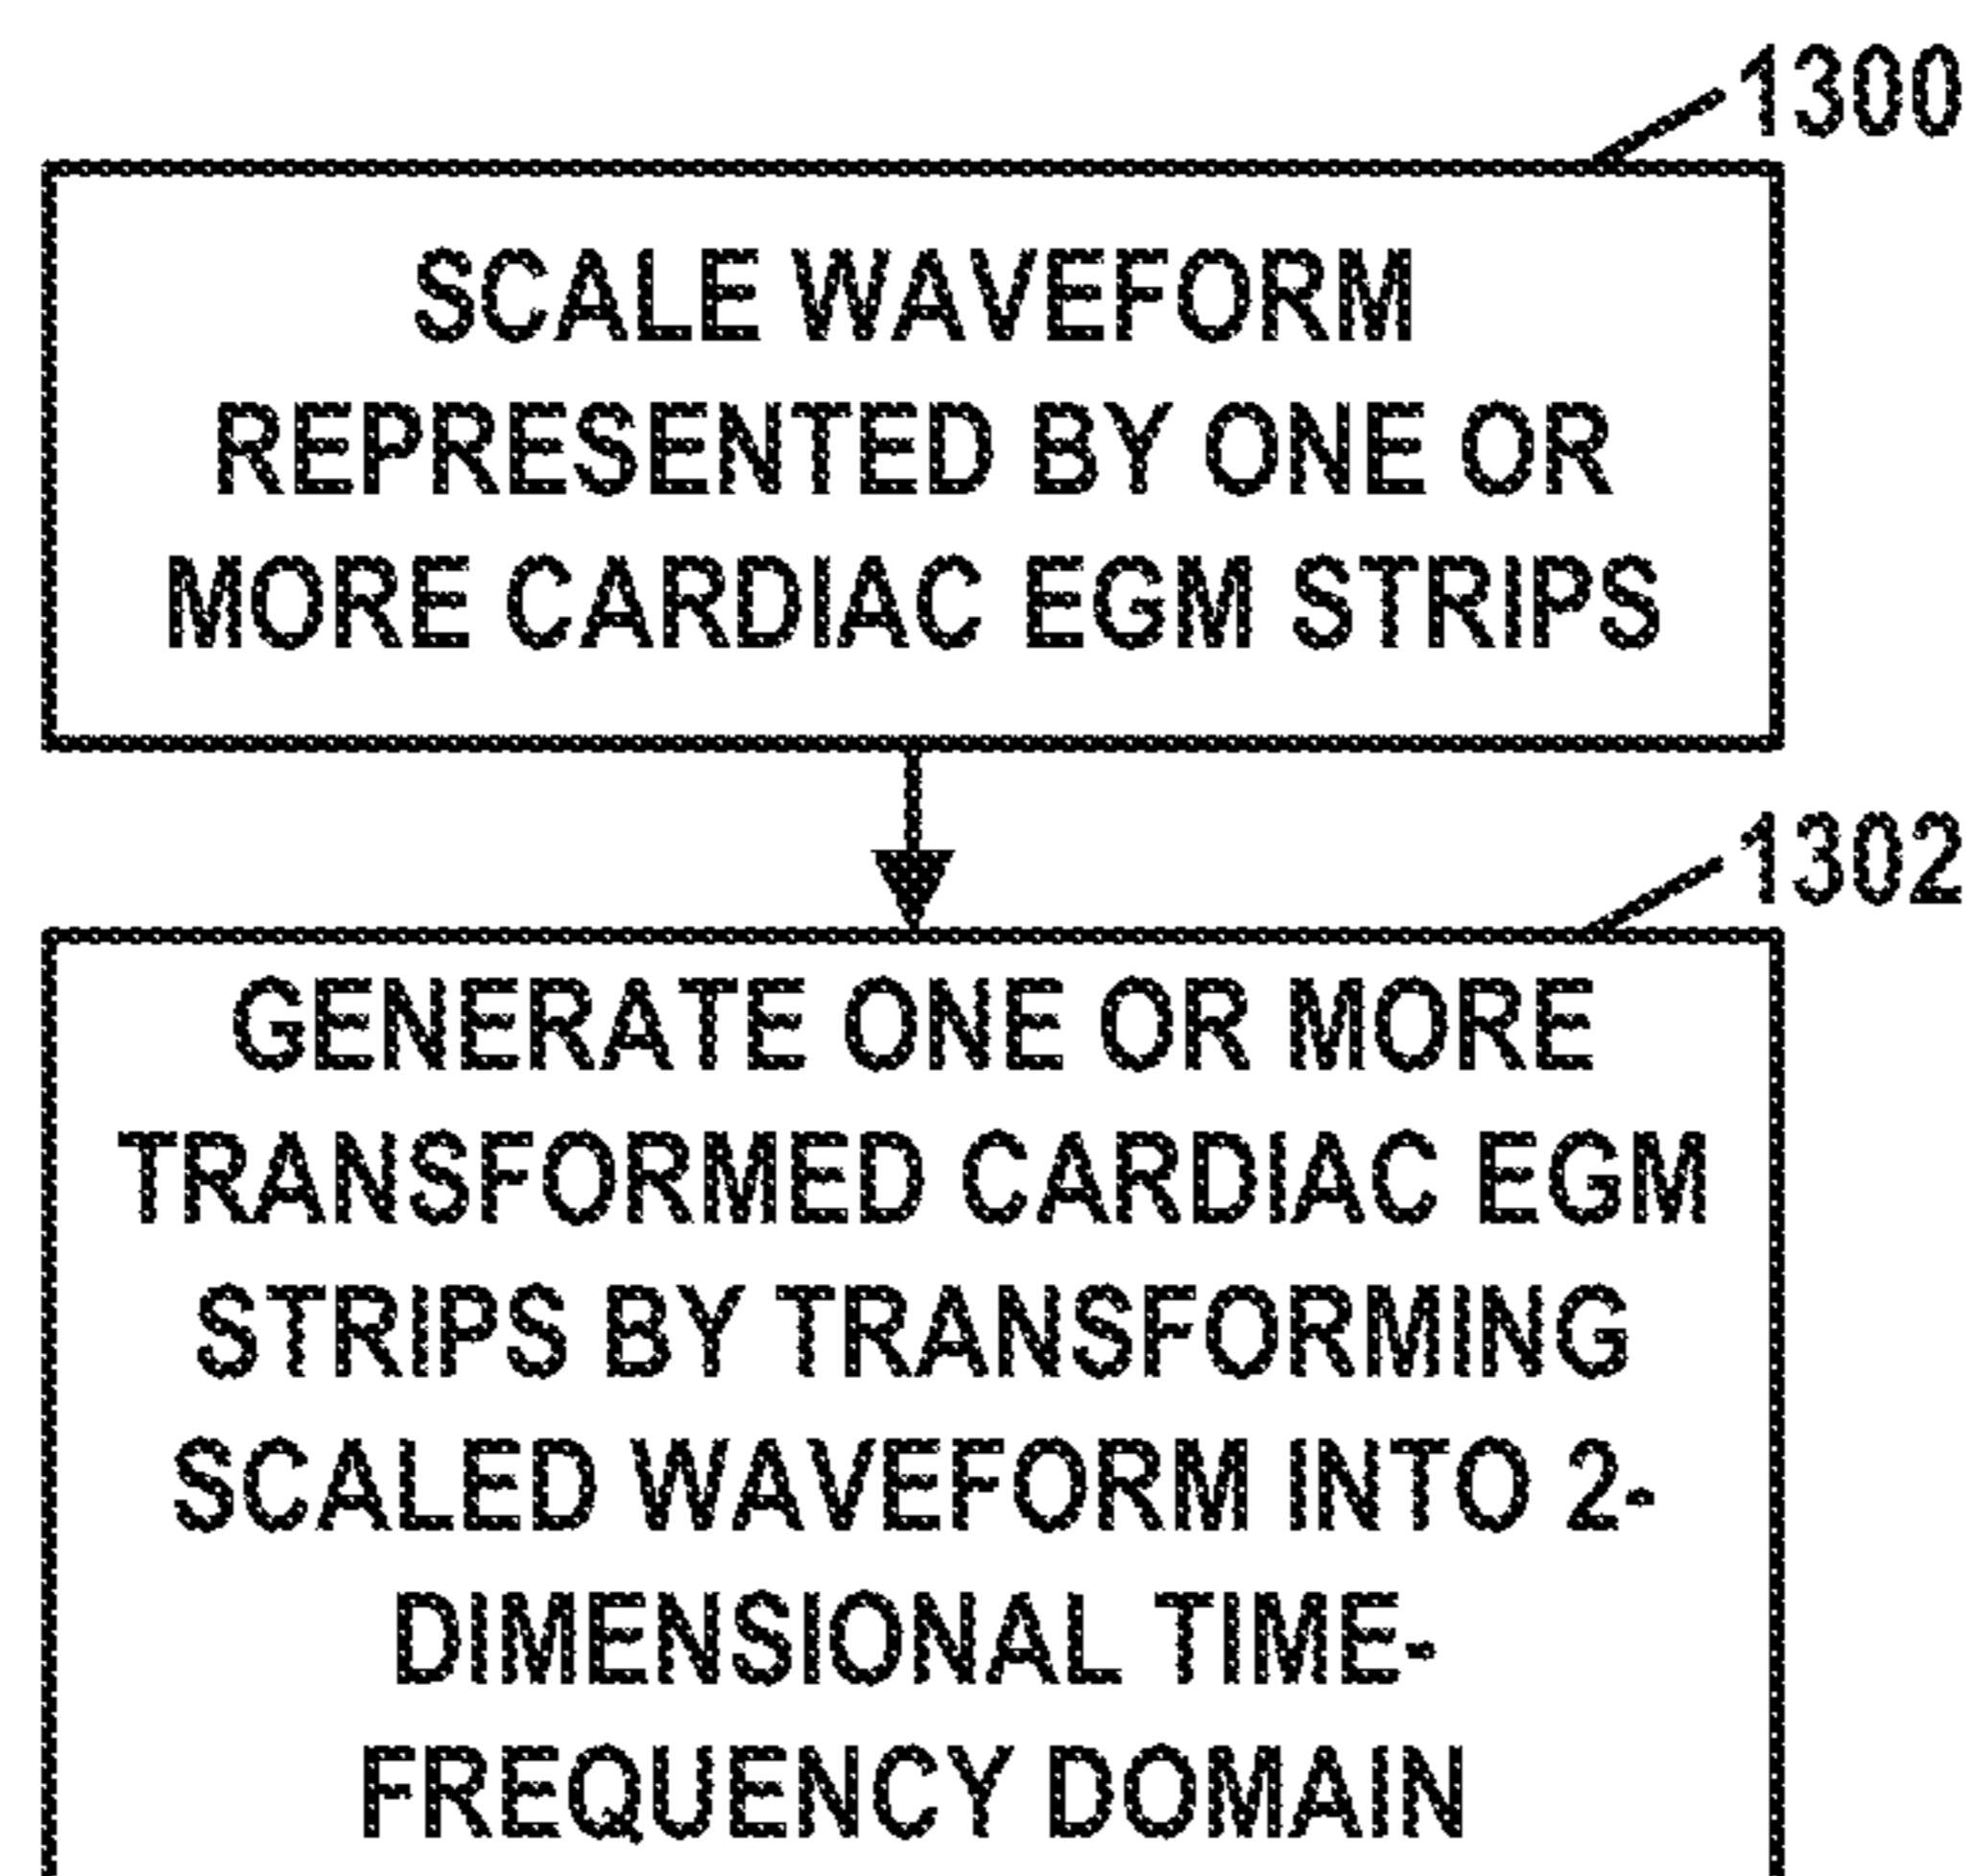 1300
SCALE WAVEFORM
REPRESENTED BY ONE OR
MORE CARDIAC EGM STRIPS
1302
GENERATE ONE OR MORE
TRANSFORMED CARDIAC EGM
STRIPS BY TRANSFORMING
SCALED WAVEFORM INTO 2-
DIMENSIONAL TIME-
FREQUENCY DOMAIN